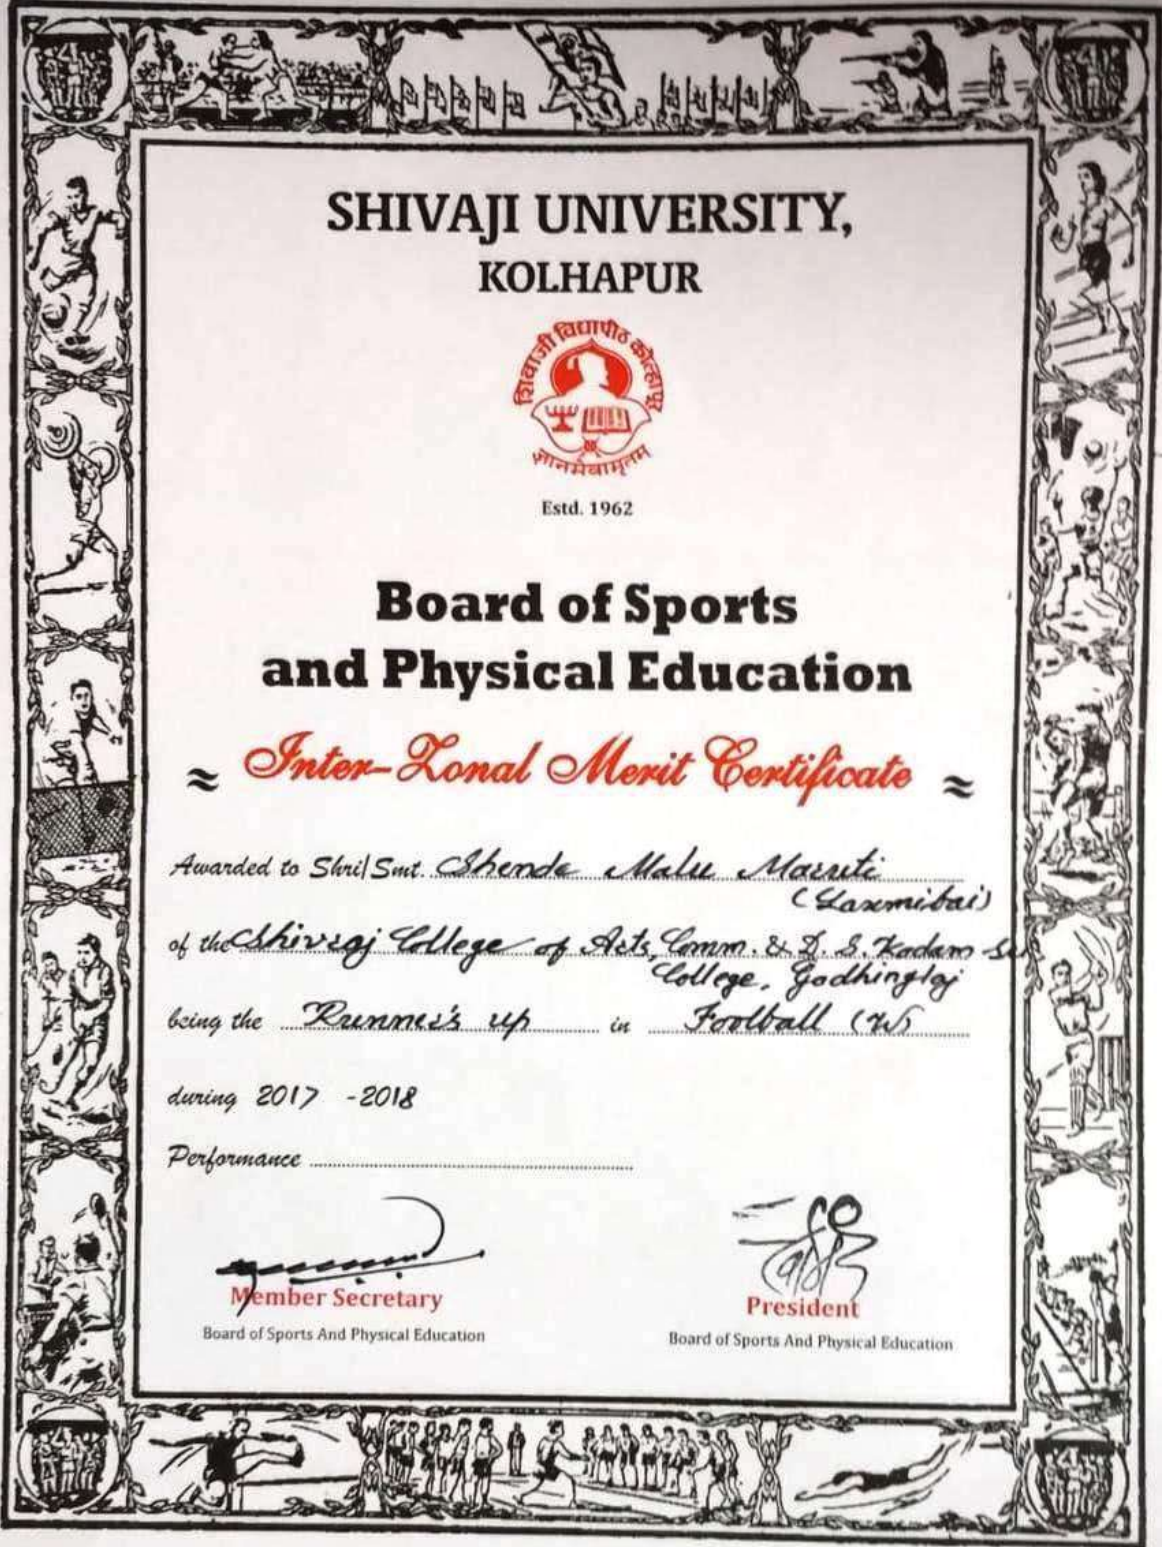 SHIVAJI UNIVERSITY,
KOLHAPUR
शिवाजी विद्यापीठ कोल्हापूर
ज्ञानमेवामृतम
Estd. 1962
Board of Sports
and Physical Education
≈ Inter-Zonal Merit Certificate ≈
Awarded to Shri/Smt. Shende Malu Maruti
(Laxmibai)
of the Shivraj College of Arts, Comm. & D. S. Kadam
College, Gadhinglaj
being the Runner's up in Football (W)
during 2017 -2018
Performance
Member Secretary
Board of Sports And Physical Education
President
Board of Sports And Physical Education